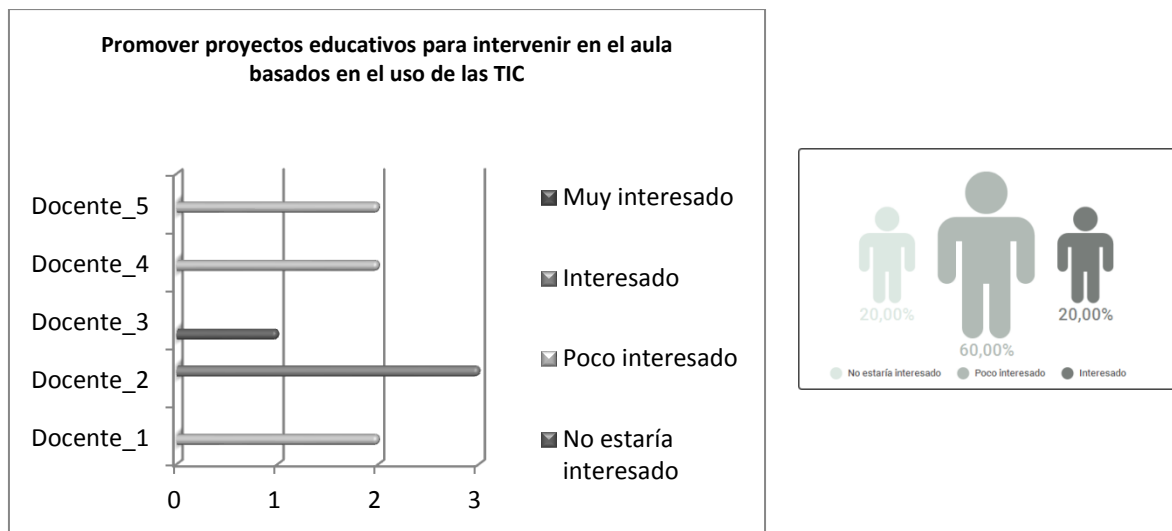 Promover proyectos educativos para intervenir en el aula
basados en el uso de las TIC
Docente_5
Docente_4
Docente_3
Docente_2
Docente_1
0 1 2 3
Muy interesado
Interesado
Poco interesado
No estaría
interesado
20,00%
60,00%
20,00%
No estaría interesado Poco interesado Interesado